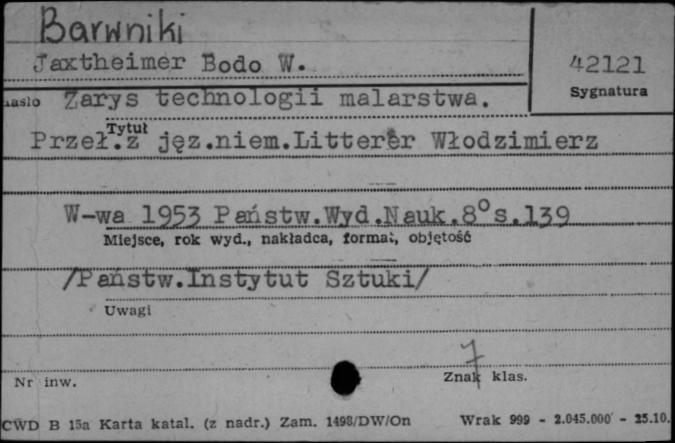 Barwniki
Jaxtheimer Bodo W.
42121
Sygnatura
Hasło Zarys technologii malarstwa.
Tytuł
Przeł.z jęz.niem.Litterer Włodzimierz
W-wa 1953 Państw.Wyd.Nauk.8° s.139
Miejsce, rok wyd., nakładca, format, objętość
/Państw.Instytut Sztuki/
Uwagi
7
Nr inw.
Znak klas.
CWD B 15a Karta katal. (z nadr.) Zam. 1498/DW/On Wrak 999 - 2.045.000 - 25.10.